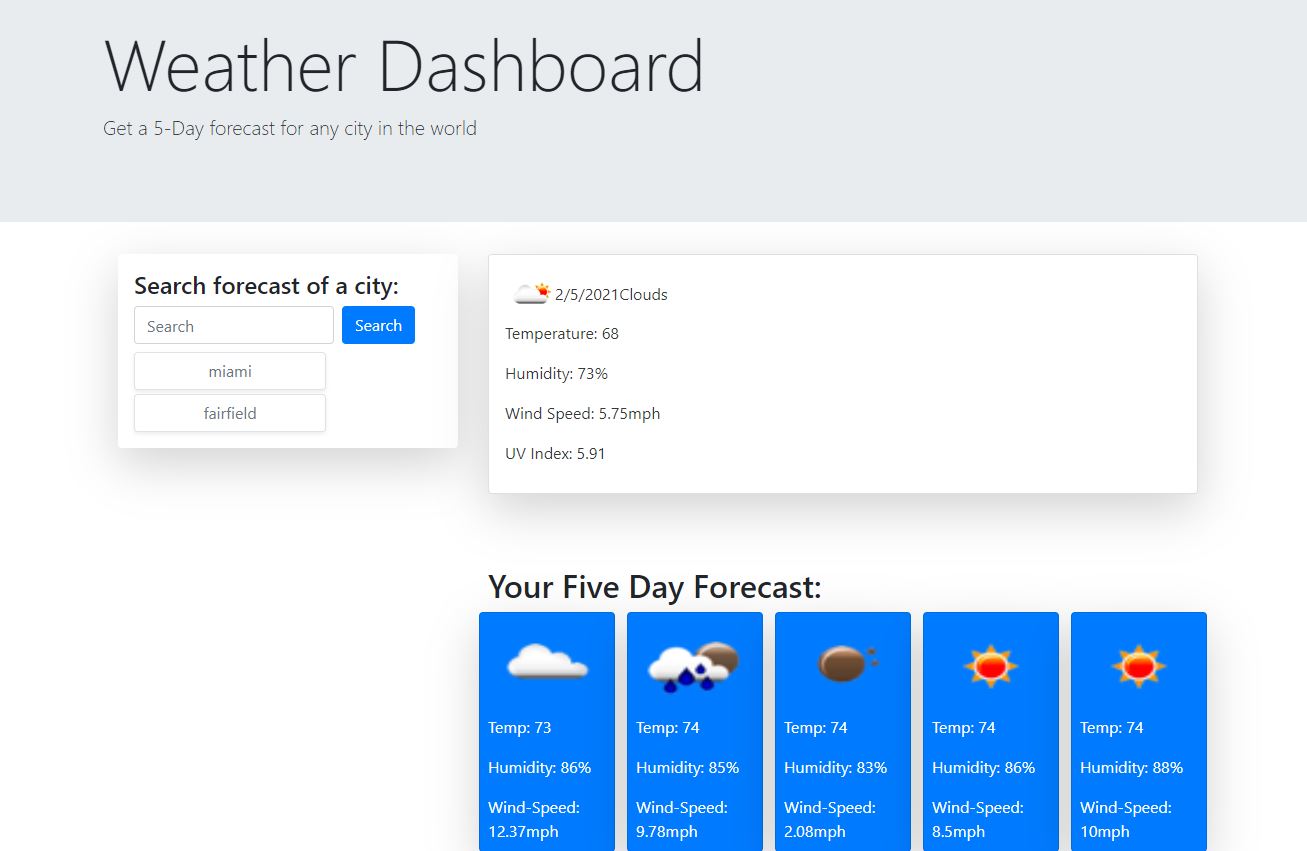 Weather Dashboard
Get a 5-Day forecast for any city in the world
Search forecast of a city:
Search
Search
miami
fairfield
2/5/2021Clouds
Temperature: 68
Humidity: 73%
Wind Speed: 5.75mph
UV Index: 5.91
Your Five Day Forecast:
Temp: 73
Humidity: 86%
Wind-Speed:
12.37mph
Temp: 74
Humidity: 85%
Wind-Speed:
9.78mph
Temp: 74
Humidity: 83%
Wind-Speed:
2.08mph
Temp: 74
Humidity: 86%
Wind-Speed:
8.5mph
Temp: 74
Humidity: 88%
Wind-Speed:
10mph